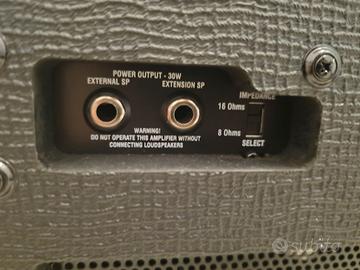 POWER OUTPUT - 30W
EXTERNAL SP
EXTENSION SP
IMPEDANCE
16 Ohms
8 Ohms
SELECT
WARNING!
DO NOT OPERATE THIS AMPLIFIER WITHOUT
CONNECTING LOUDSPEAKERS
subito